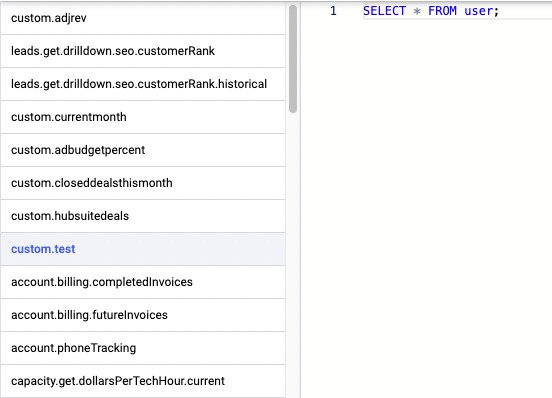 custom.adjrev
leads.get.drilldown.seo.customerRank
leads.get.drilldown.seo.customerRank.historical
custom.currentmonth
custom.adbudgetpercent
custom.closeddealsthismonth
custom.hubsuitedeals
custom.test
account.billing.completedInvoices
account.billing.futureInvoices
account.phoneTracking
capacity.get.dollarsPerTechHour.current
1 SELECT * FROM user;